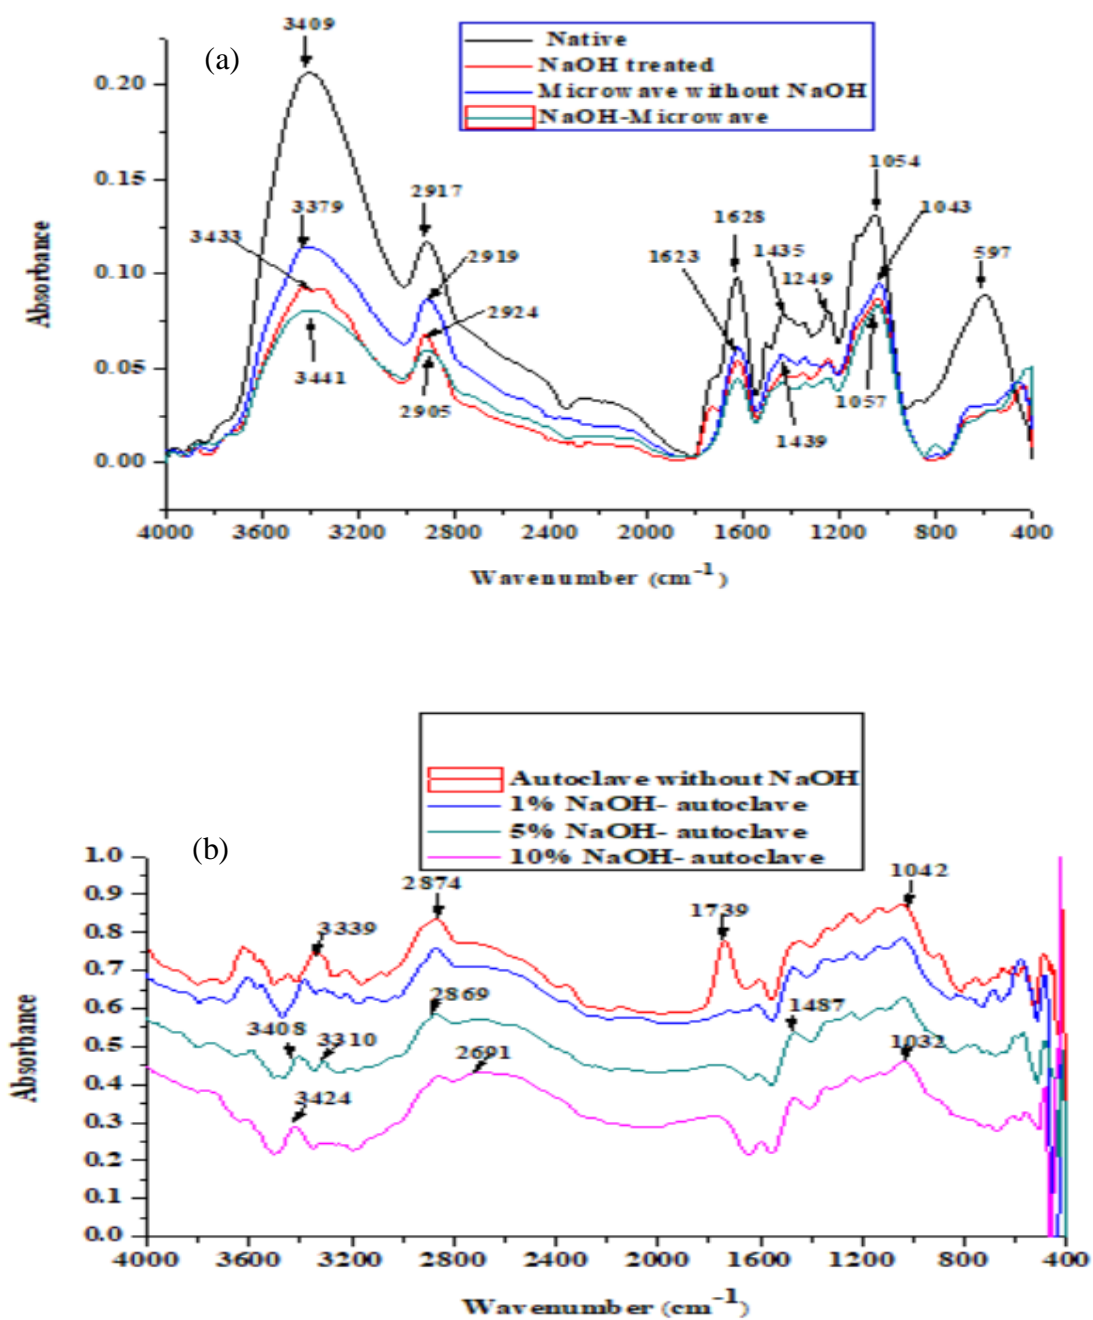 3409
(a)
Native
NaOH treated
Microwave without NaOH
NaOH-Microwave
0.20
0.15
0.10
0.05
0.00
Absorbance
3433
3379
2917
2919
2924
3441
2905
1623
1628
1435
1249
1054
1043
597
1439
1057
4000 3600 3200 2800 2400 2000 1600 1200 800 400
Wavenumber (cm⁻¹)
Autoclave without NaOH
1% NaOH- autoclave
5% NaOH- autoclave
10% NaOH- autoclave
(b)
1.0
0.9
0.8
0.7
0.6
0.5
0.4
0.3
0.2
0.1
0.0
Absorbance
2874
1042
1739
3339
2869
1487
3408
3310
2691
1032
3424
4000 3600 3200 2800 2400 2000 1600 1200 800 400
Wavenumber (cm⁻¹)